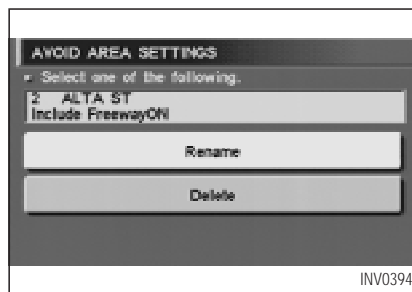 AVOID AREA SETTINGS
Select one of the following.
2 ALTA ST
Include FreewayON
Rename
Delete
INV0394